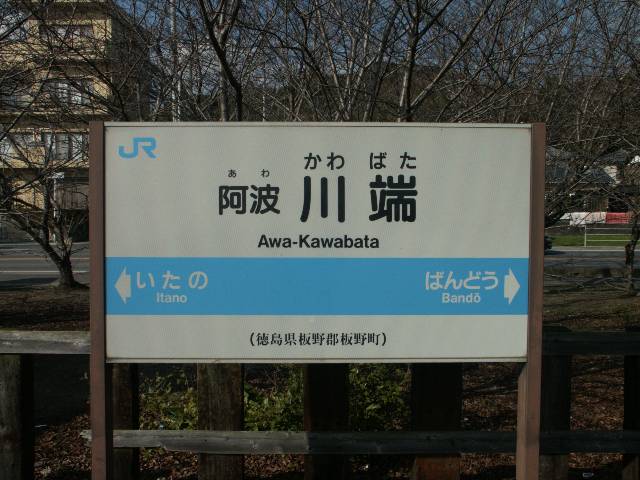 JR
あわ かわ ばた
阿波 川端
Awa-Kawabata
いたの ばんどう
Itano Bandō
(徳島県板野郡板野町)